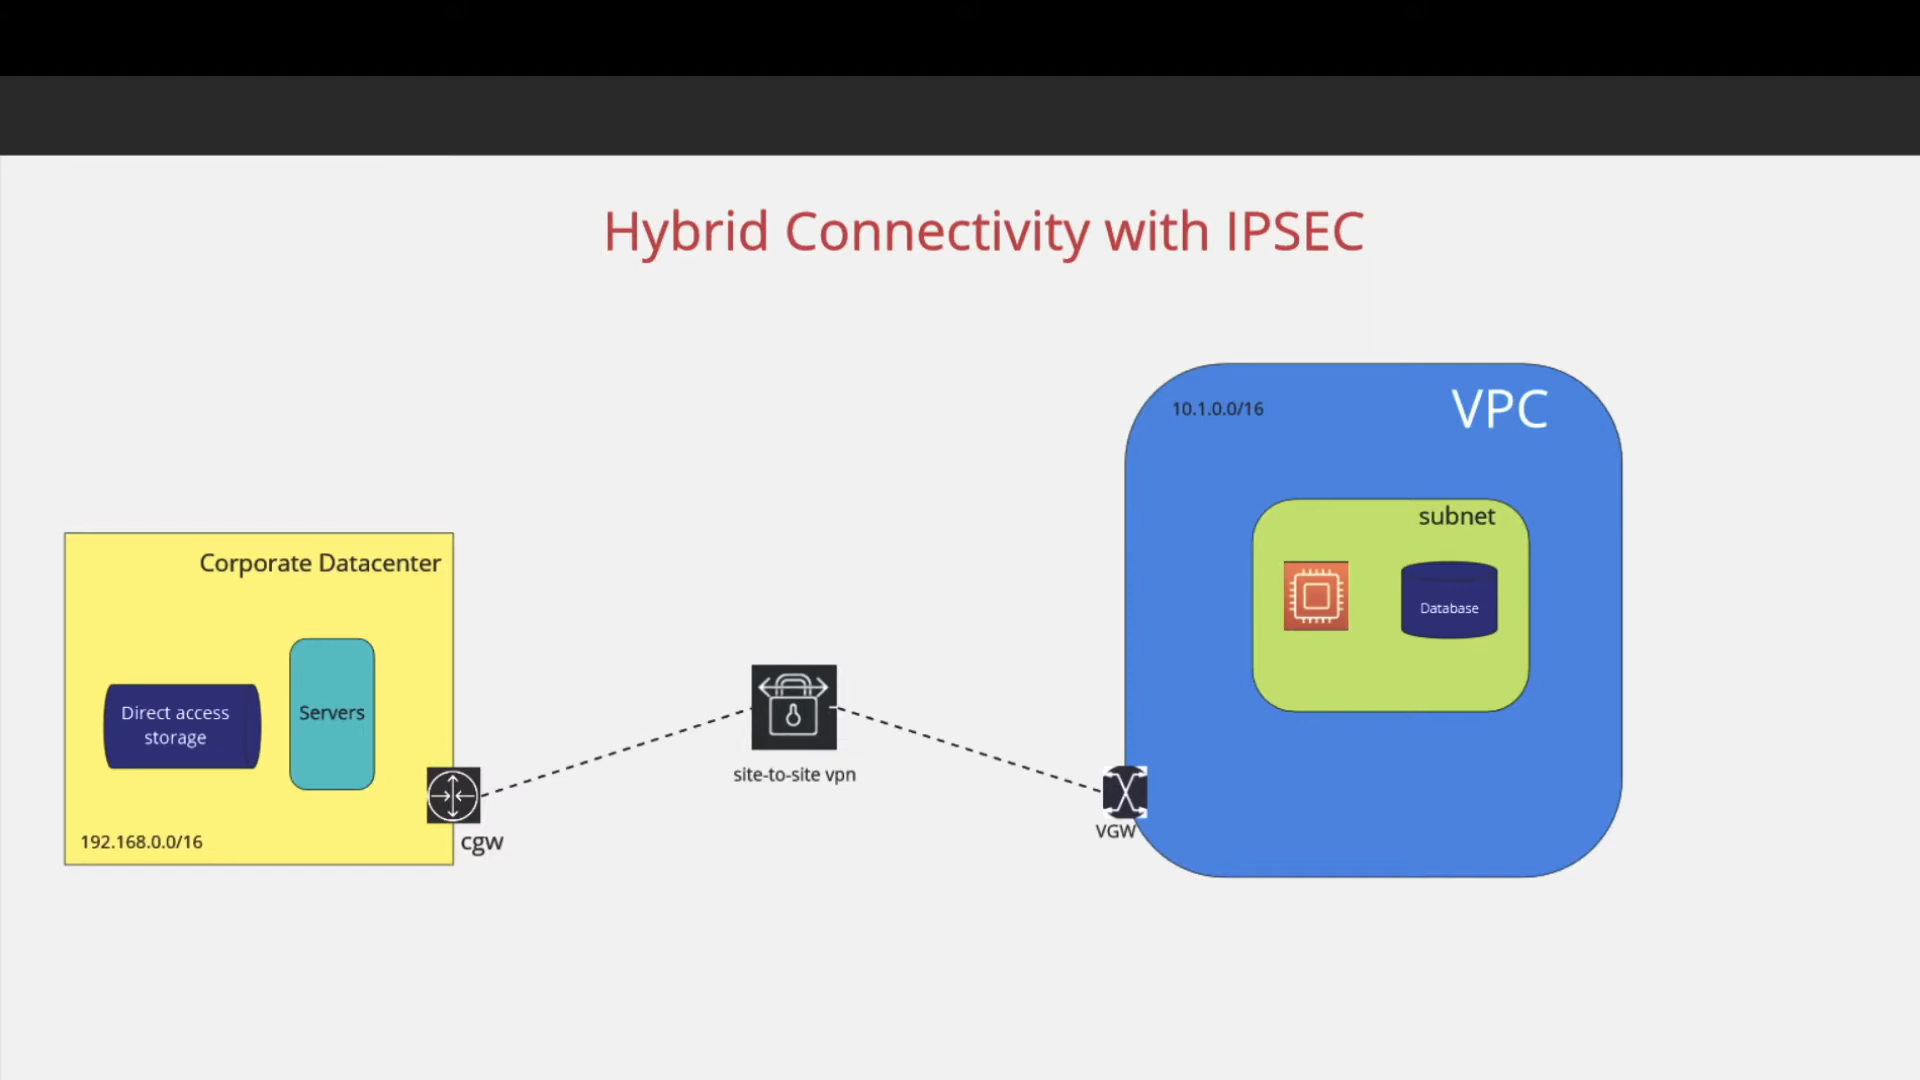 Hybrid Connectivity with IPSEC
10.1.0.0/16
VPC
subnet
Database
Corporate Datacenter
Direct access
storage
Servers
192.168.0.0/16
cgw
site-to-site vpn
VGW